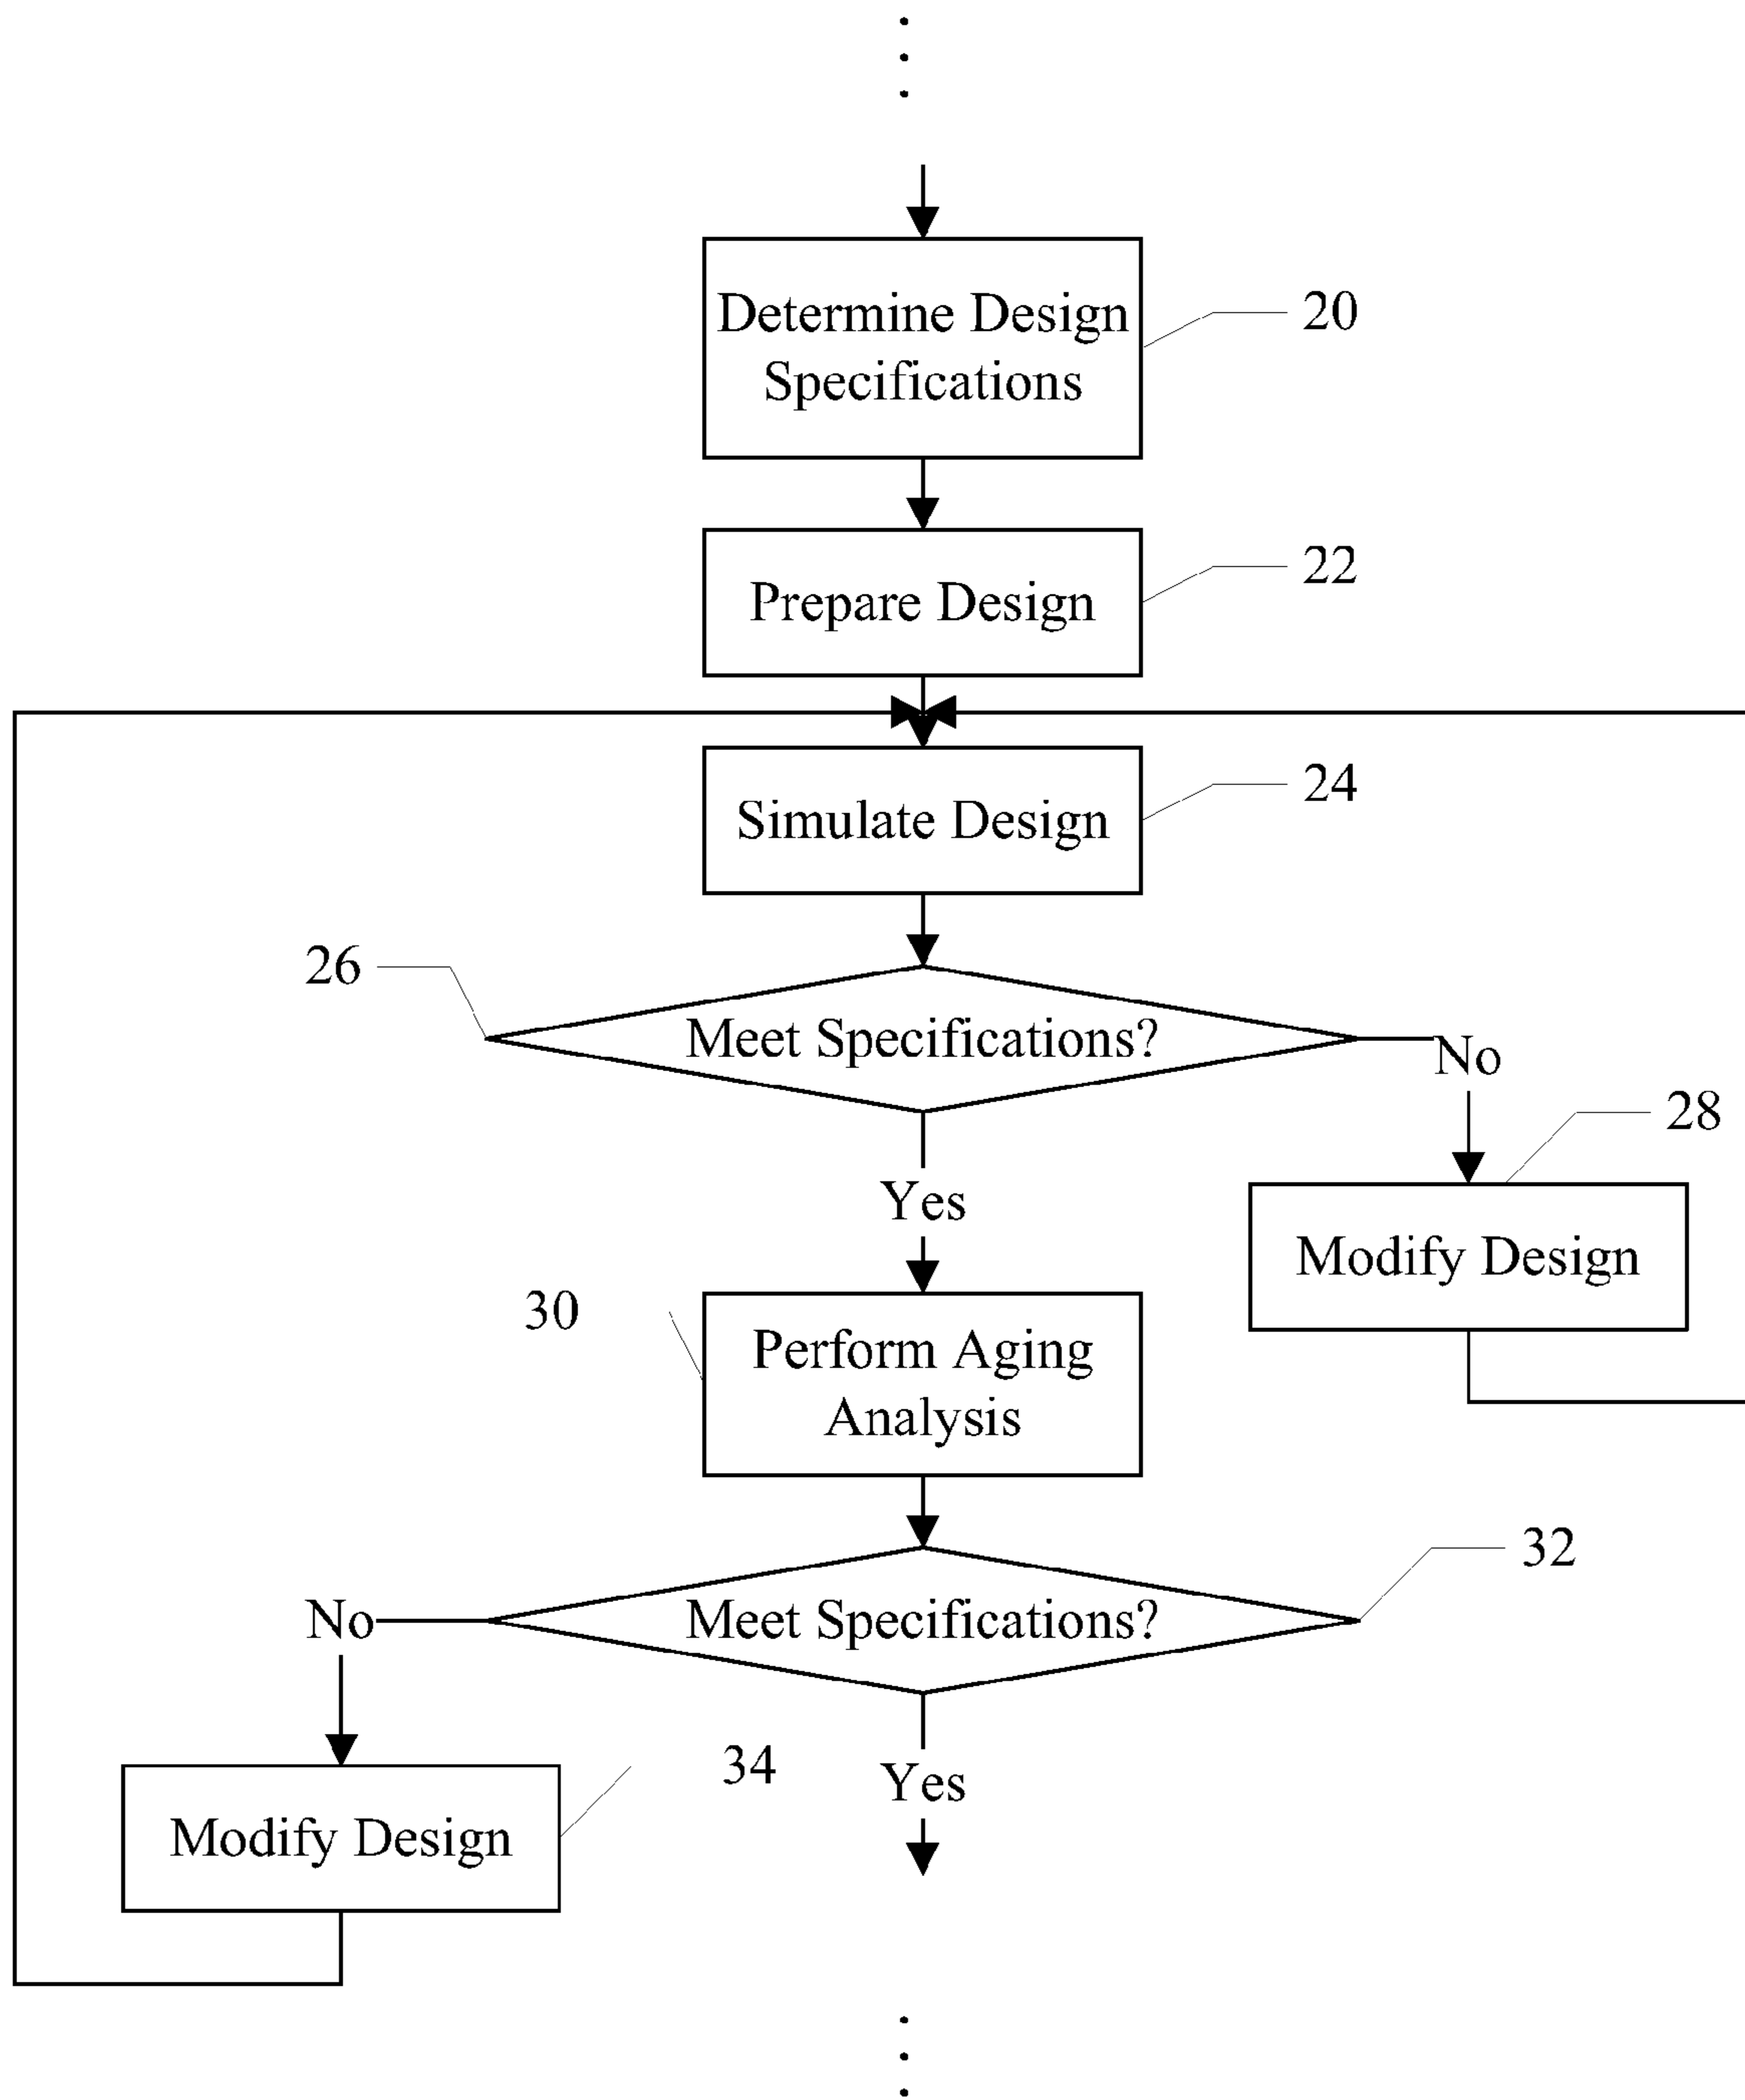 Determine Design
Specifications
20
Prepare Design
22
Simulate Design
24
26
Meet Specifications?
No
28
Yes
Modify Design
30
Perform Aging
Analysis
32
No
Meet Specifications?
34
Yes
Modify Design